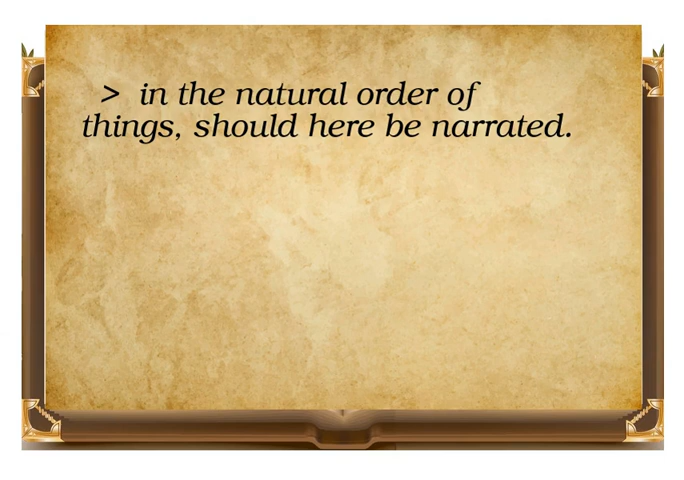 > in the natural order of
things, should here be narrated.